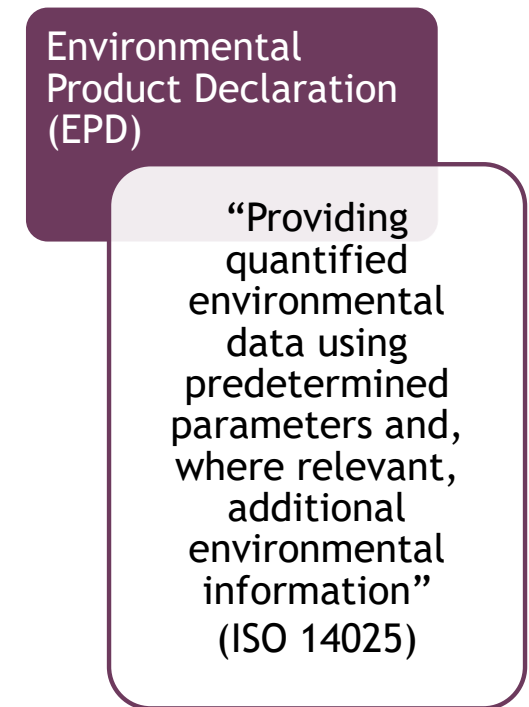 Environmental
Product Declaration
(EPD)
“Providing
quantified
environmental
data using
predetermined
parameters and,
where relevant,
additional
environmental
information”
(ISO 14025)